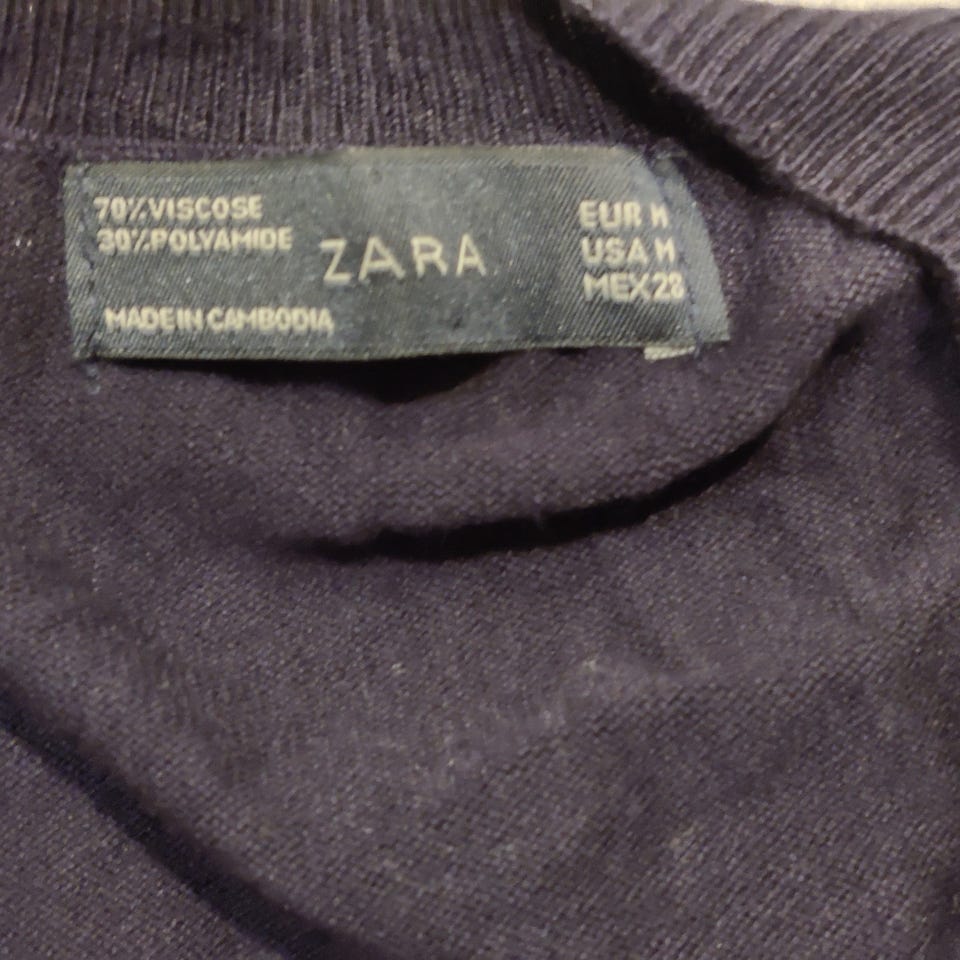 70% VISCOSE
30% POLYAMIDE
ZARA
MADE IN CAMBODIA
EUR M
USA M
MEX 28